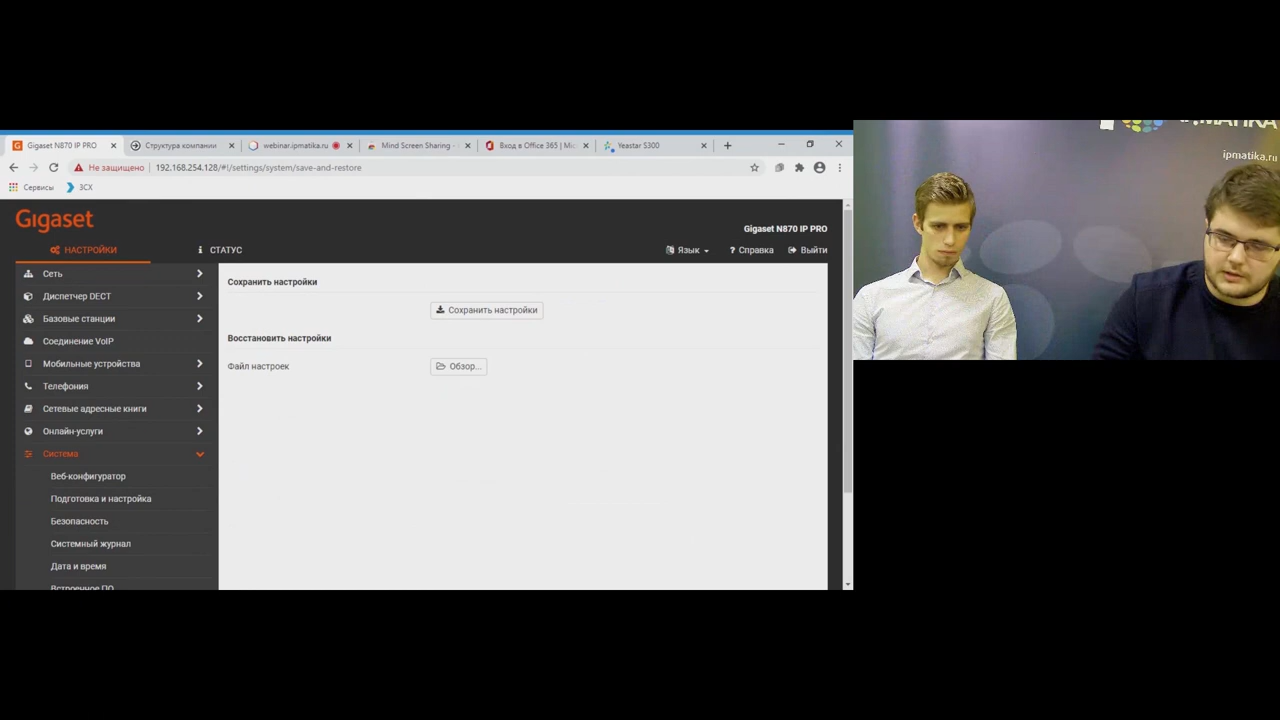 Gigaset N870 IP PRO
Структура компании
webinar.ipmatika.ru
Mind Screen Sharing -
Вход в Office 365 | Mic
Yeastar S300
Не защищено
192.168.254.128/#!/settings/system/save-and-restore
Сервисы
3CX
Gigaset
Gigaset N870 IP PRO
НАСТРОЙКИ
СТАТУС
Язык
? Справка
Выйти
Сеть
Диспетчер DECT
Базовые станции
Соединение VoIP
Мобильные устройства
Телефония
Сетевые адресные книги
Онлайн-услуги
Система
Веб-конфигуратор
Подготовка и настройка
Безопасность
Системный журнал
Дата и время
Встроенное ПО
Сохранить настройки
Сохранить настройки
Восстановить настройки
Файл настроек
Обзор...
ipmatika.ru